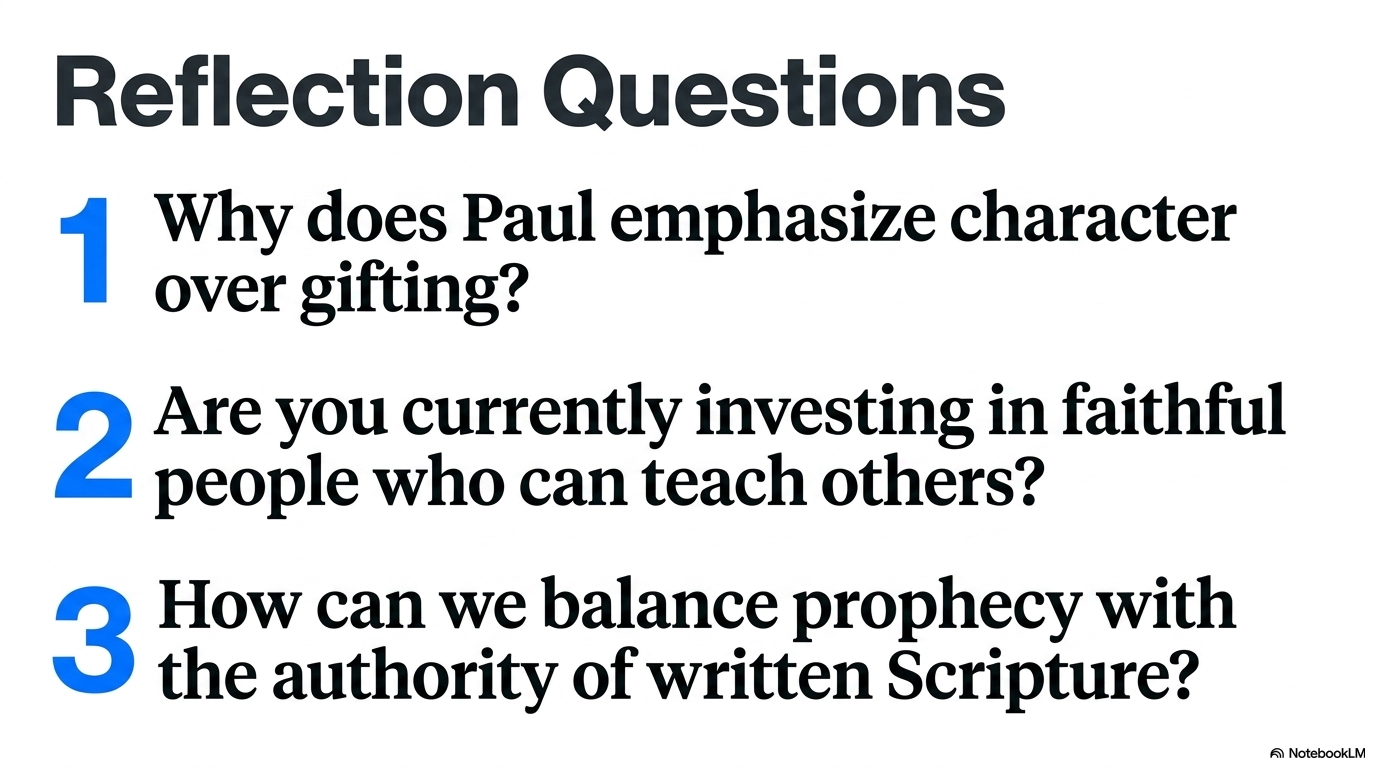 Reflection Questions
1 Why does Paul emphasize character
over gifting?
2 Are you currently investing in faithful
people who can teach others?
3 How can we balance prophecy with
the authority of written Scripture?
NotebookLM